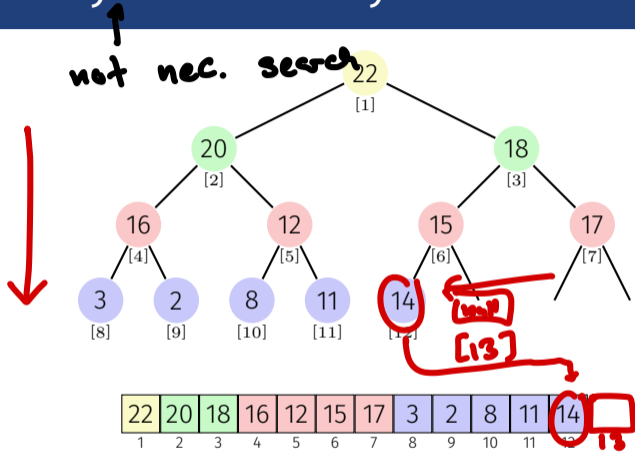 not nec. search
22
[1]
20 18
[2] [3]
16 12 15 17
[4] [5] [6] [7]
3 2 8 11 14
[8] [9] [10] [11] [12]
[13]
22 20 18 16 12 15 17 3 2 8 11 14
1 2 3 4 5 6 7 8 9 10 11 12 13